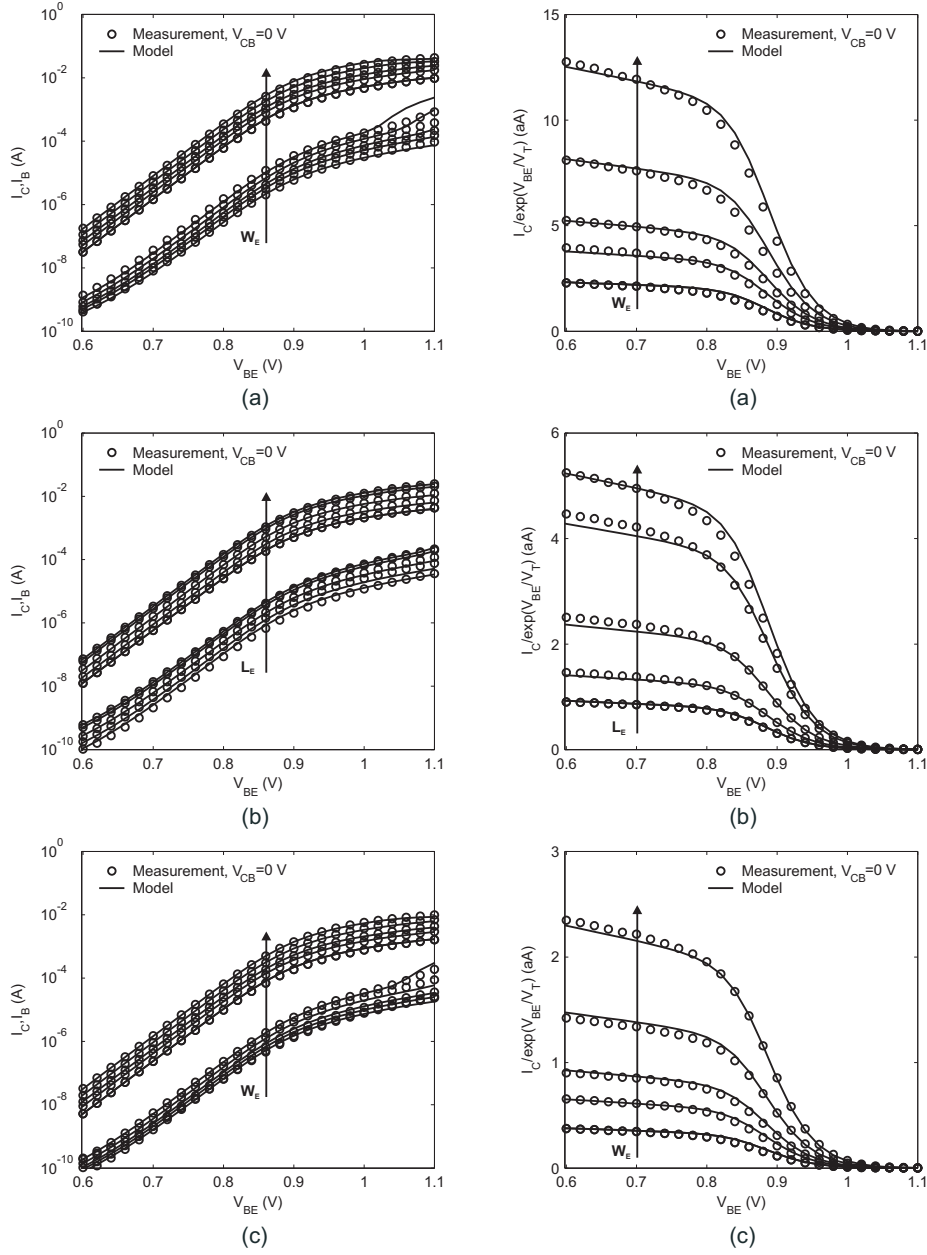 10^0
10^-2
10^-4
10^-6
10^-8
10^-10
I_C,I_B (A)
Measurement, V_CB=0 V
Model
W_E
0.6 0.7 0.8 0.9 1 1.1
V_BE (V)
(a)
15
10
5
0
I_C/exp(V_BE/V_T) (aA)
Measurement, V_CB=0 V
Model
W_E
0.6 0.7 0.8 0.9 1 1.1
V_BE (V)
(a)
10^0
10^-2
10^-4
10^-6
10^-8
10^-10
I_C,I_B (A)
Measurement, V_CB=0 V
Model
L_E
0.6 0.7 0.8 0.9 1 1.1
V_BE (V)
(b)
6
4
2
0
I_C/exp(V_BE/V_T) (aA)
Measurement, V_CB=0 V
Model
L_E
0.6 0.7 0.8 0.9 1 1.1
V_BE (V)
(b)
10^0
10^-2
10^-4
10^-6
10^-8
10^-10
I_C,I_B (A)
Measurement, V_CB=0 V
Model
W_E
0.6 0.7 0.8 0.9 1 1.1
V_BE (V)
(c)
3
2
1
0
I_C/exp(V_BE/V_T) (aA)
Measurement, V_CB=0 V
Model
W_E
0.6 0.7 0.8 0.9 1 1.1
V_BE (V)
(c)